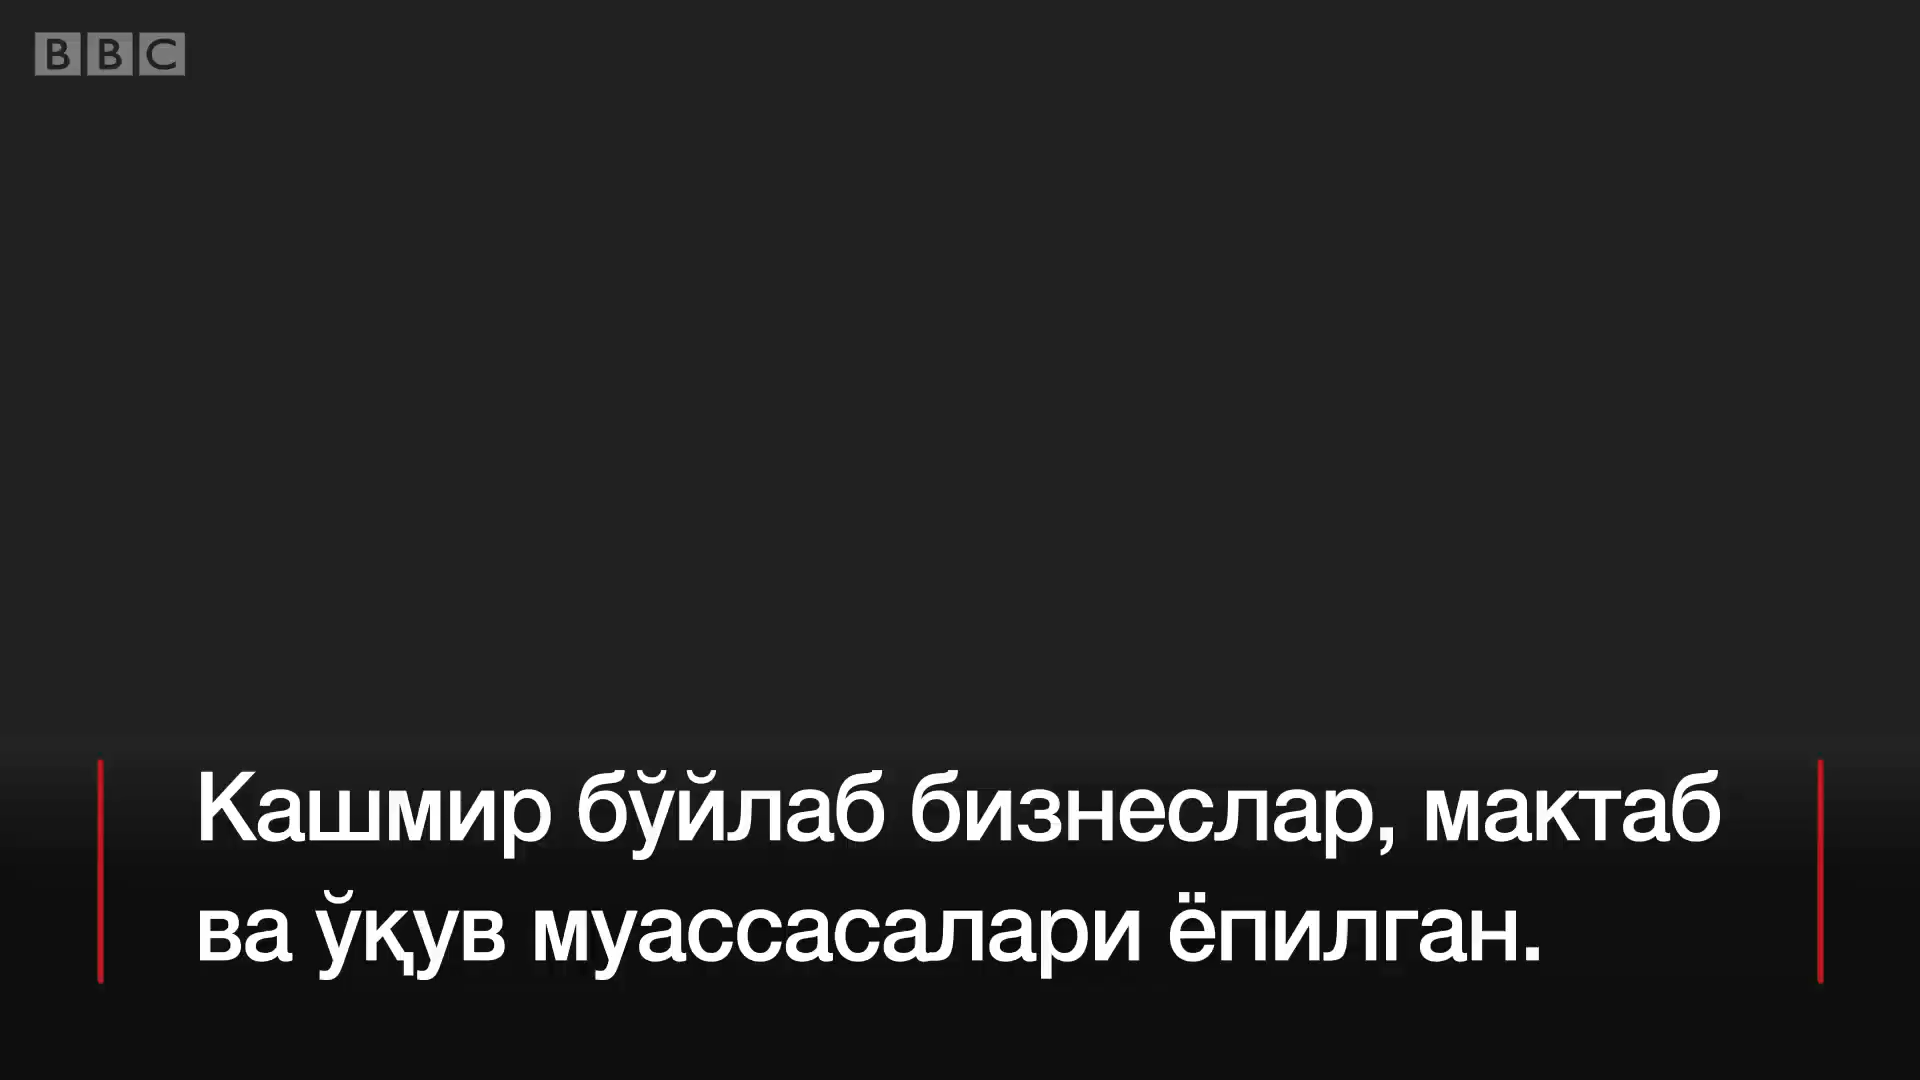 BBC
Кашмир бўйлаб бизнеслар, мактаб
ва ўқув муассасалари ёпилган.